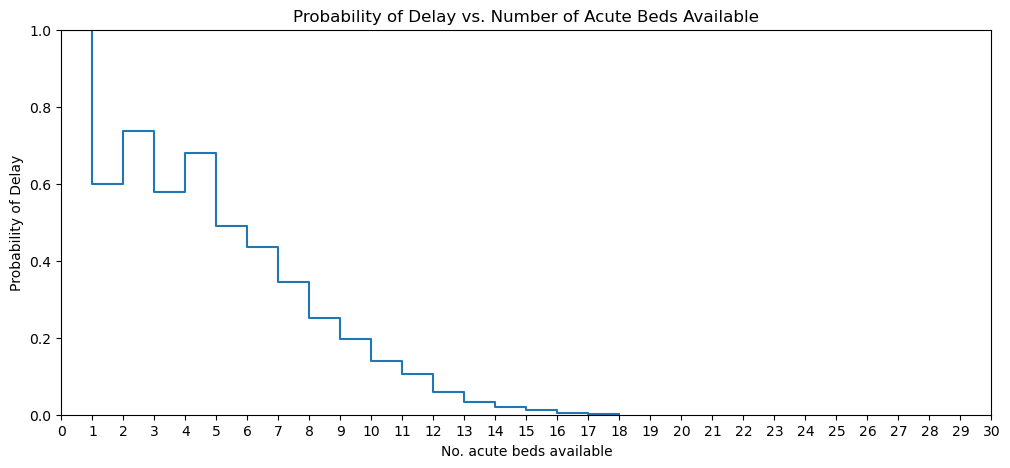 Probability of Delay vs. Number of Acute Beds Available
1.0
0.8
0.6
0.4
0.2
0.0
Probability of Delay
0 1 2 3 4 5 6 7 8 9 10 11 12 13 14 15 16 17 18 19 20 21 22 23 24 25 26 27 28 29 30
No. acute beds available